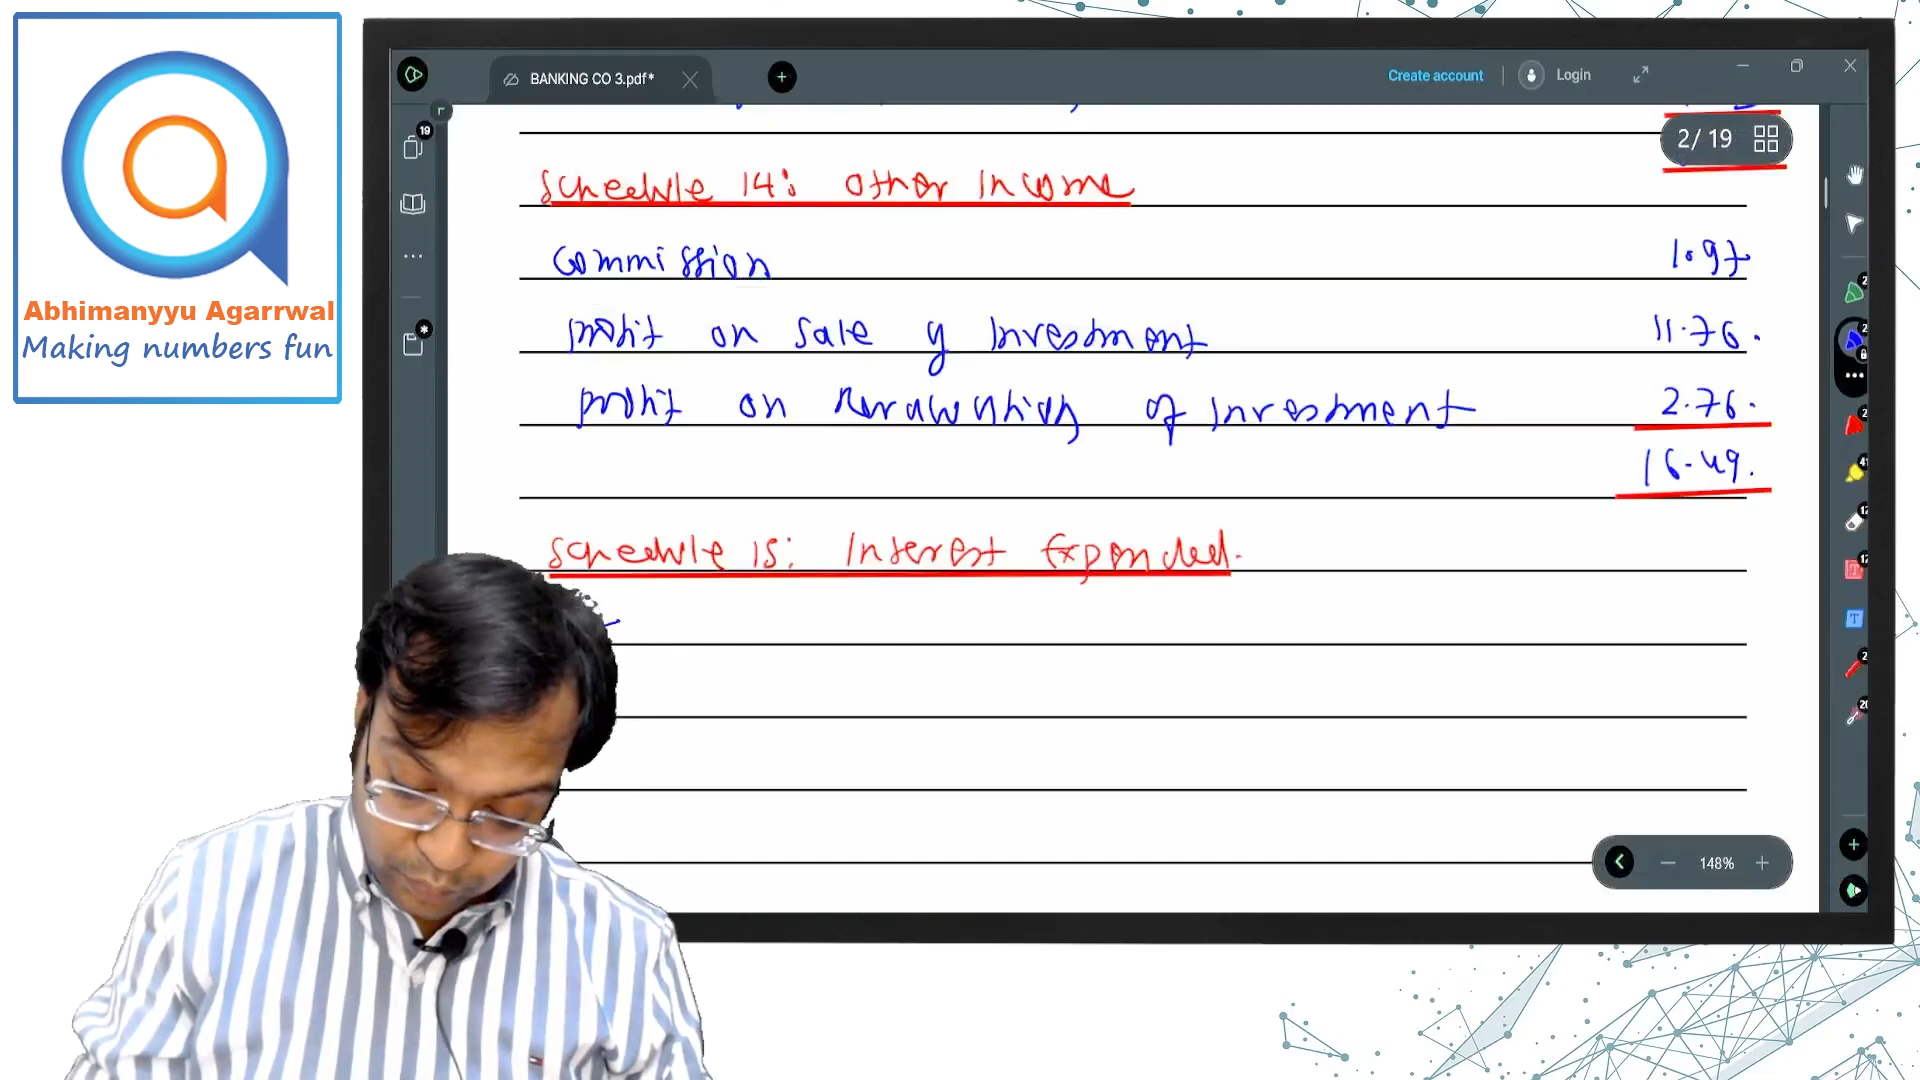 Abhimanyyu Agarrwal
Making numbers fun
BANKING CO 3.pdf*
Create account
Login
19
2/ 19
Schedule 14: Other Income
Commission 1.97
profit on sale of Investment 11.76.
profit on Revaluation of Investment 2.76.
16.49.
Schedule 15: Interest Expended.
148%